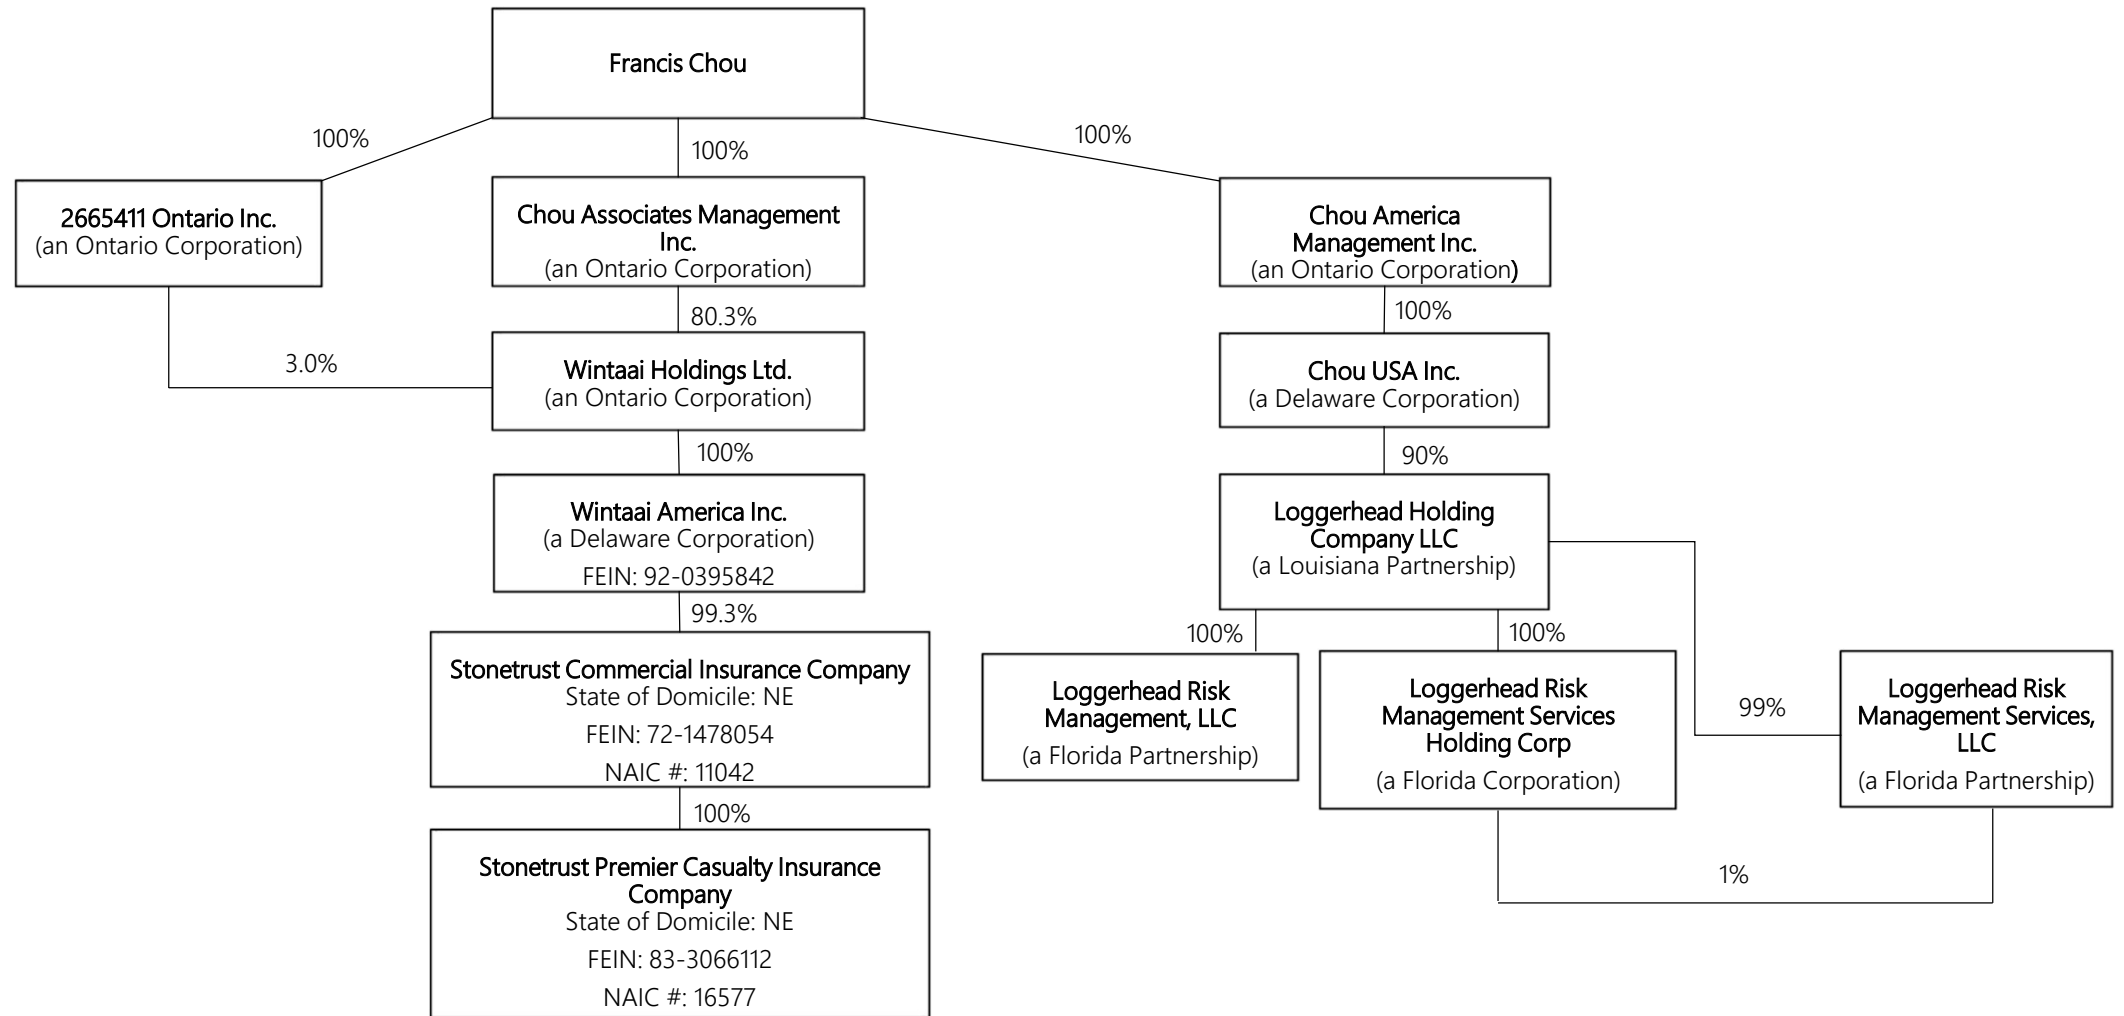 Francis Chou
100%
100%
100%
2665411 Ontario Inc.
(an Ontario Corporation)
Chou Associates Management
Inc.
(an Ontario Corporation)
Chou America
Management Inc.
(an Ontario Corporation)
80.3%
100%
3.0%
Wintaai Holdings Ltd.
(an Ontario Corporation)
Chou USA Inc.
(a Delaware Corporation)
100%
90%
Wintaai America Inc.
(a Delaware Corporation)
FEIN: 92-0395842
Loggerhead Holding
Company LLC
(a Louisiana Partnership)
99.3%
100%
100%
Stonetrust Commercial Insurance Company
State of Domicile: NE
FEIN: 72-1478054
NAIC #: 11042
Loggerhead Risk
Management, LLC
(a Florida Partnership)
Loggerhead Risk
Management Services
Holding Corp
(a Florida Corporation)
99%
Loggerhead Risk
Management Services,
LLC
(a Florida Partnership)
100%
1%
Stonetrust Premier Casualty Insurance
Company
State of Domicile: NE
FEIN: 83-3066112
NAIC #: 16577